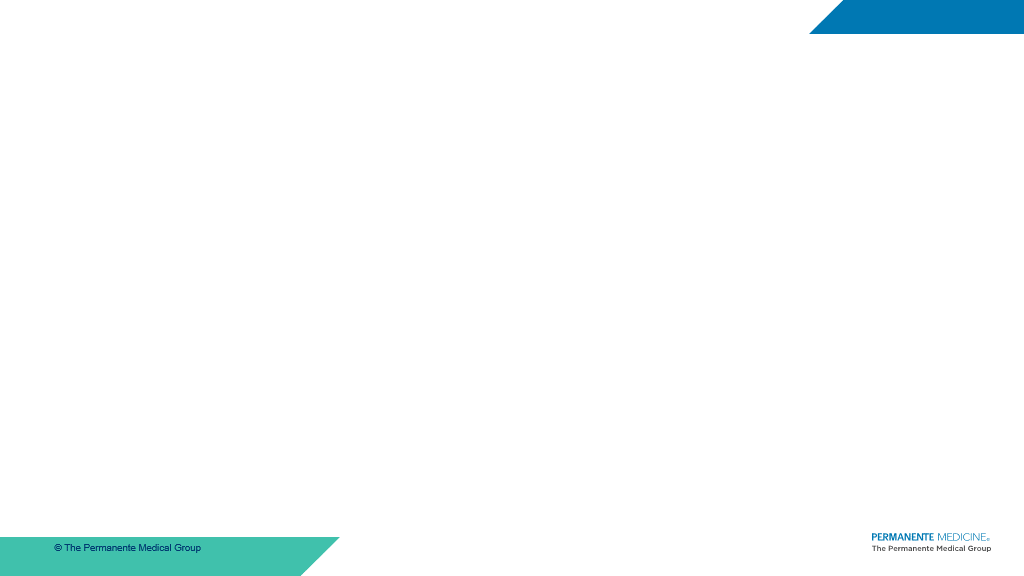 © The Permanente Medical Group
PERMANENTE MEDICINE®
The Permanente Medical Group